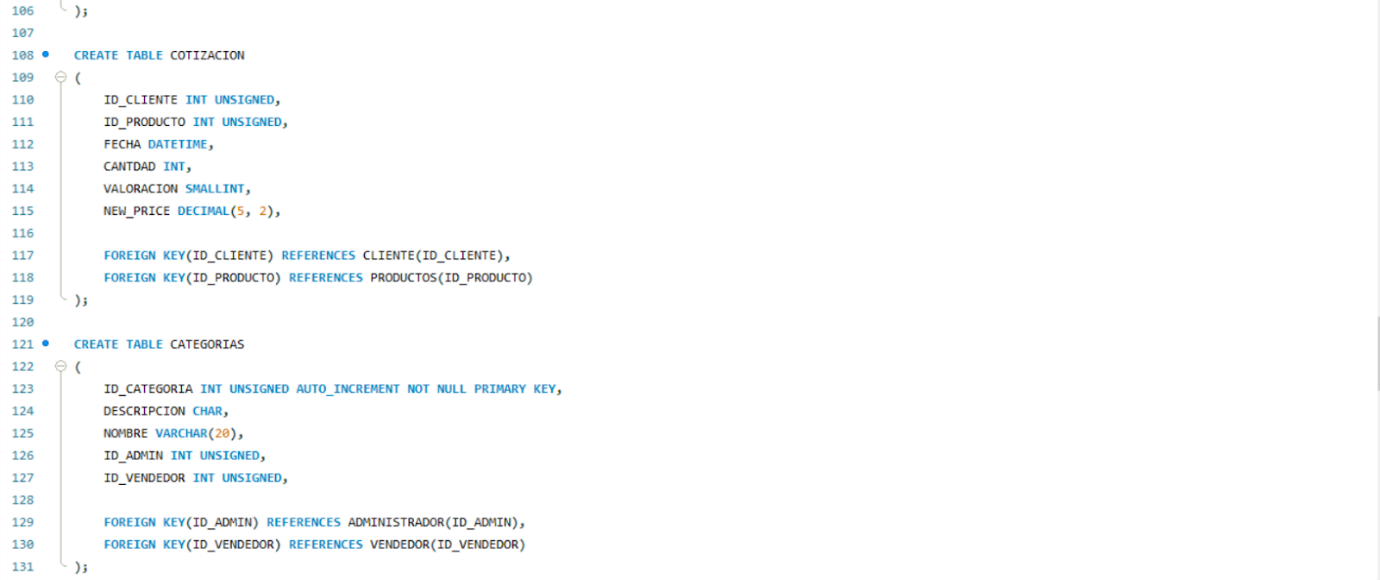 106 );
107
108 CREATE TABLE COTIZACION
109 (
110 ID_CLIENTE INT UNSIGNED,
111 ID_PRODUCTO INT UNSIGNED,
112 FECHA DATETIME,
113 CANTDAD INT,
114 VALORACION SMALLINT,
115 NEW_PRICE DECIMAL(5, 2),
116
117 FOREIGN KEY(ID_CLIENTE) REFERENCES CLIENTE(ID_CLIENTE),
118 FOREIGN KEY(ID_PRODUCTO) REFERENCES PRODUCTOS(ID_PRODUCTO)
119 );
120
121 CREATE TABLE CATEGORIAS
122 (
123 ID_CATEGORIA INT UNSIGNED AUTO_INCREMENT NOT NULL PRIMARY KEY,
124 DESCRIPCION CHAR,
125 NOMBRE VARCHAR(20),
126 ID_ADMIN INT UNSIGNED,
127 ID_VENDEDOR INT UNSIGNED,
128
129 FOREIGN KEY(ID_ADMIN) REFERENCES ADMINISTRADOR(ID_ADMIN),
130 FOREIGN KEY(ID_VENDEDOR) REFERENCES VENDEDOR(ID_VENDEDOR)
131 );